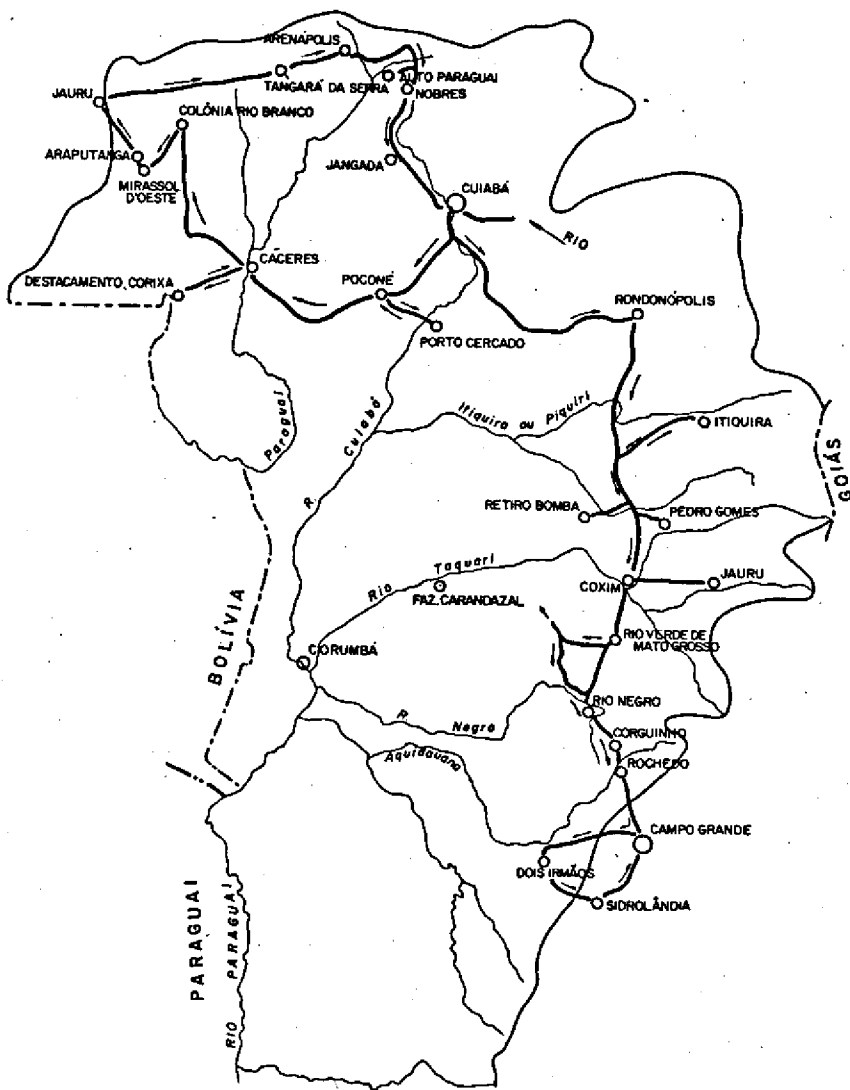 ARENÁPOLIS
ALTO PARAGUAI
TANGARÁ DA SERRA
NOBRES
JAURU
COLÔNIA RIO BRANCO
ARAPUTANGA
MIRASSOL
D'OESTE
JANGADA
CUIABÁ
RIO
CÁCERES
DESTACAMENTO CORIXA
POCONÉ
PORTO CERCADO
RONDONÓPOLIS
Paraguai
R. Cuiabá
Itiquira ou Piquiri
ITIQUIRA
GOIÁS
RETIRO BOMBA
PEDRO GOMES
Rio Taquari
FAZ. CARANDAZAL
COXIM
JAURU
BOLÍVIA
CORUMBÁ
RIO VERDE DE
MATO GROSSO
R. Negro
RIO NEGRO
Aquidauana
CORGUINHO
ROCHEDO
CAMPO GRANDE
DOIS IRMÃOS
SIDROLÂNDIA
PARAGUAI
RIO PARAGUAI